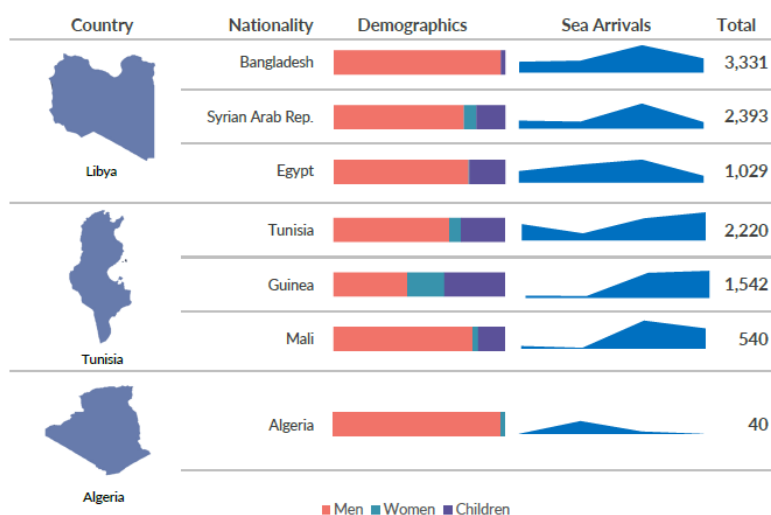 Country Nationality Demographics Sea Arrivals Total
Bangladesh 3,331
Syrian Arab Rep. 2,393
Egypt 1,029
Libya
Tunisia 2,220
Guinea 1,542
Mali 540
Tunisia
Algeria 40
Algeria
Men Women Children